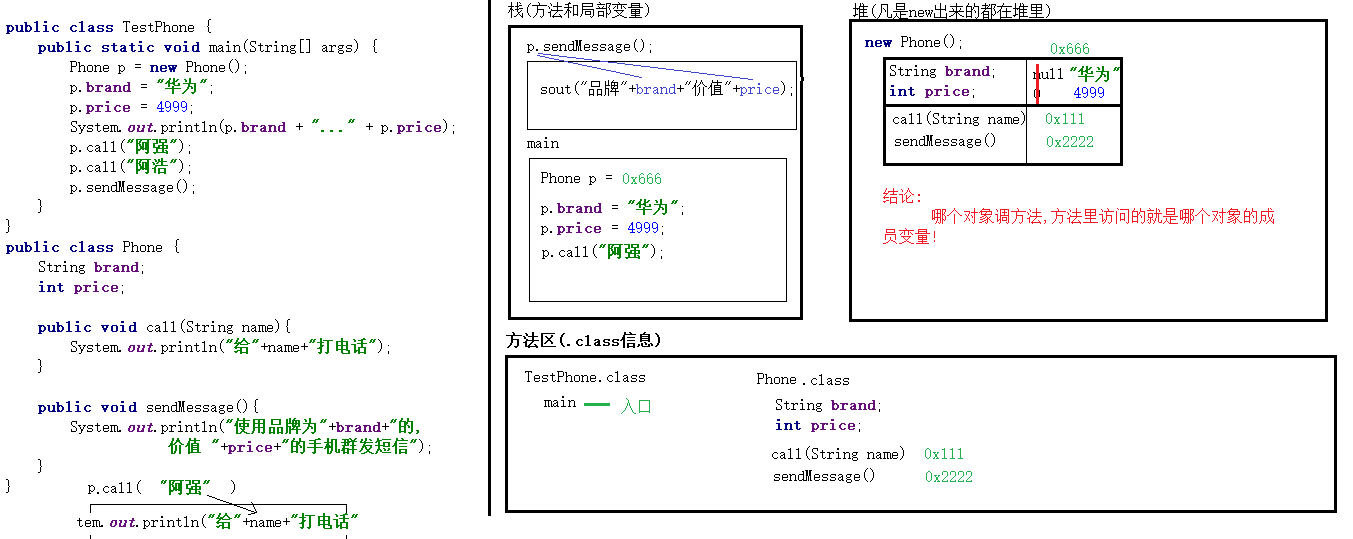 public class TestPhone {
public static void main(String[] args) {
Phone p = new Phone();
p.brand = "华为";
p.price = 4999;
System.out.println(p.brand + "..." + p.price);
p.call("阿强");
p.call("阿浩");
p.sendMessage();
}
}
public class Phone {
String brand;
int price;
public void call(String name){
System.out.println("给"+name+"打电话");
}
public void sendMessage(){
System.out.println("使用品牌为"+brand+"的,
价值 "+price+"的手机群发短信");
}
}
p.call( "阿强" )
tem.out.println("给"+name+"打电话"
栈(方法和局部变量)
p.sendMessage();
sout("品牌"+brand+"价值"+price);
main
Phone p = 0x666
p.brand = "华为";
p.price = 4999;
p.call("阿强");
堆(凡是new出来的都在堆里)
new Phone();
0x666
String brand; null "华为"
int price; 0 4999
call(String name) 0x111
sendMessage() 0x2222
结论:
哪个对象调方法,方法里访问的就是哪个对象的成
员变量!
方法区(.class信息)
TestPhone.class
main 入口
Phone.class
String brand;
int price;
call(String name) 0x111
sendMessage() 0x2222